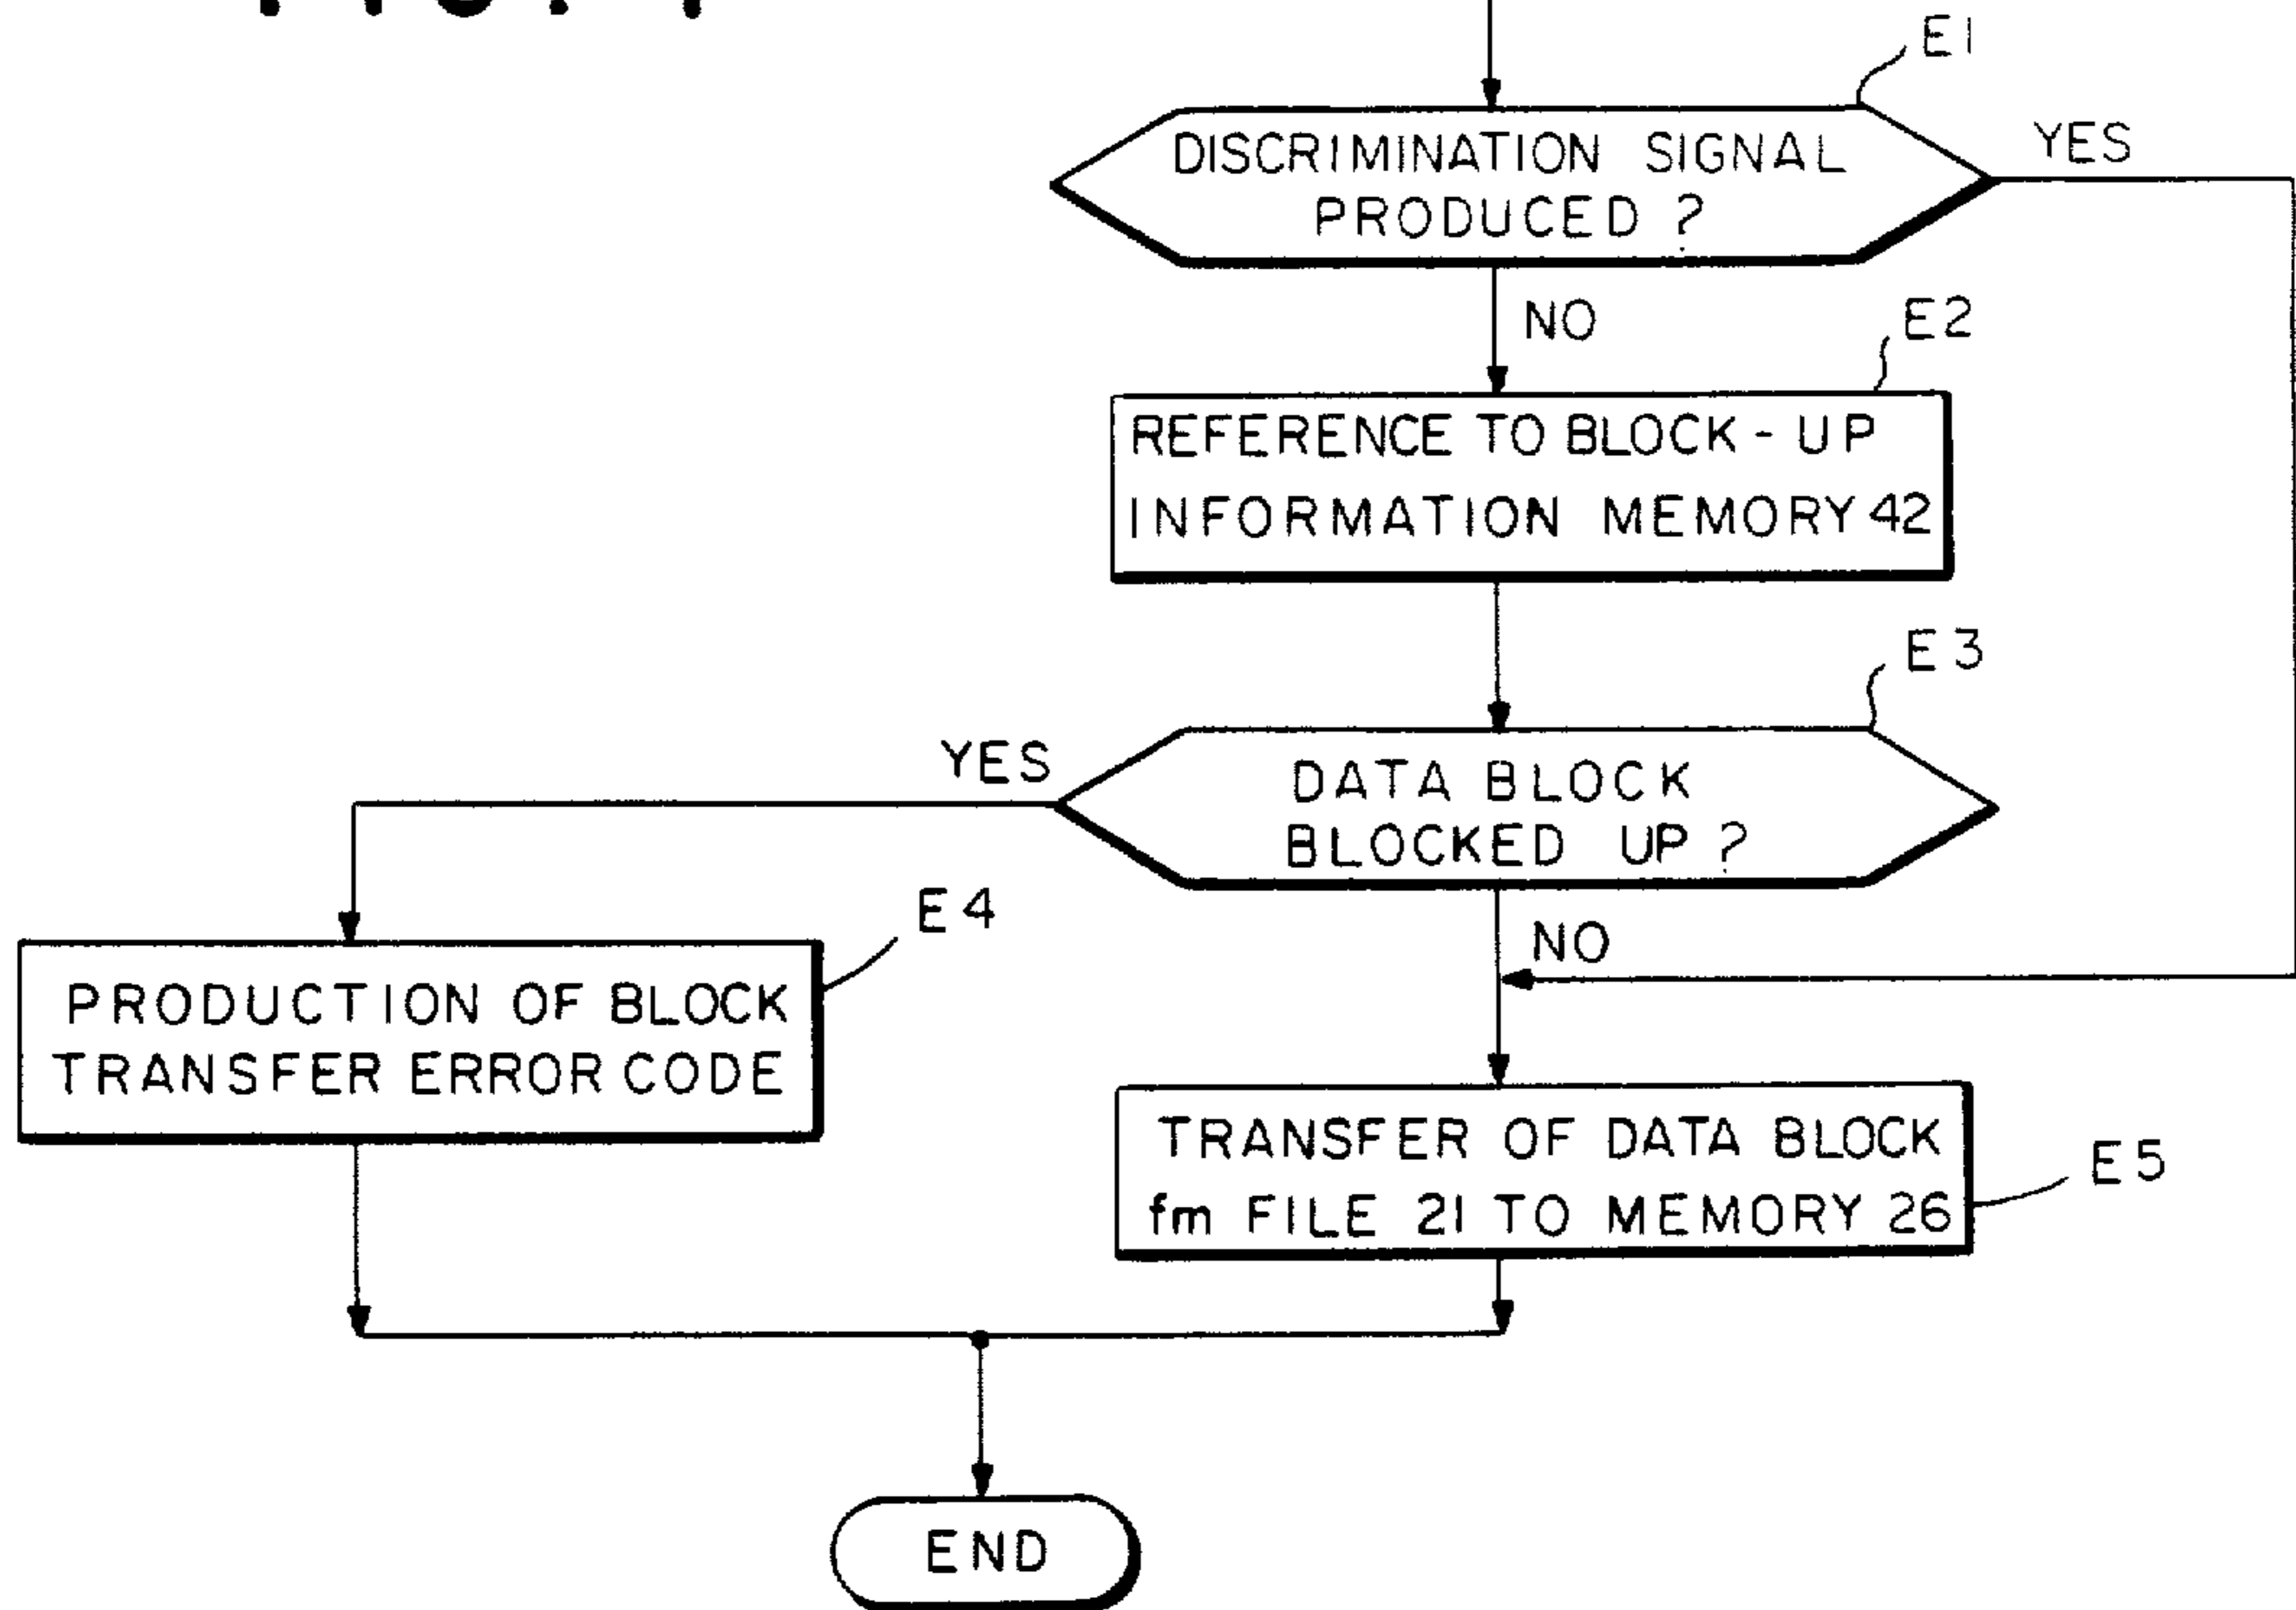 E1
DISCRIMINATION SIGNAL
PRODUCED ?
YES
NO
E2
REFERENCE TO BLOCK - UP
INFORMATION MEMORY 42
E3
YES
DATA BLOCK
BLOCKED UP ?
NO
E4
PRODUCTION OF BLOCK
TRANSFER ERROR CODE
TRANSFER OF DATA BLOCK
fm FILE 21 TO MEMORY 26
E5
END